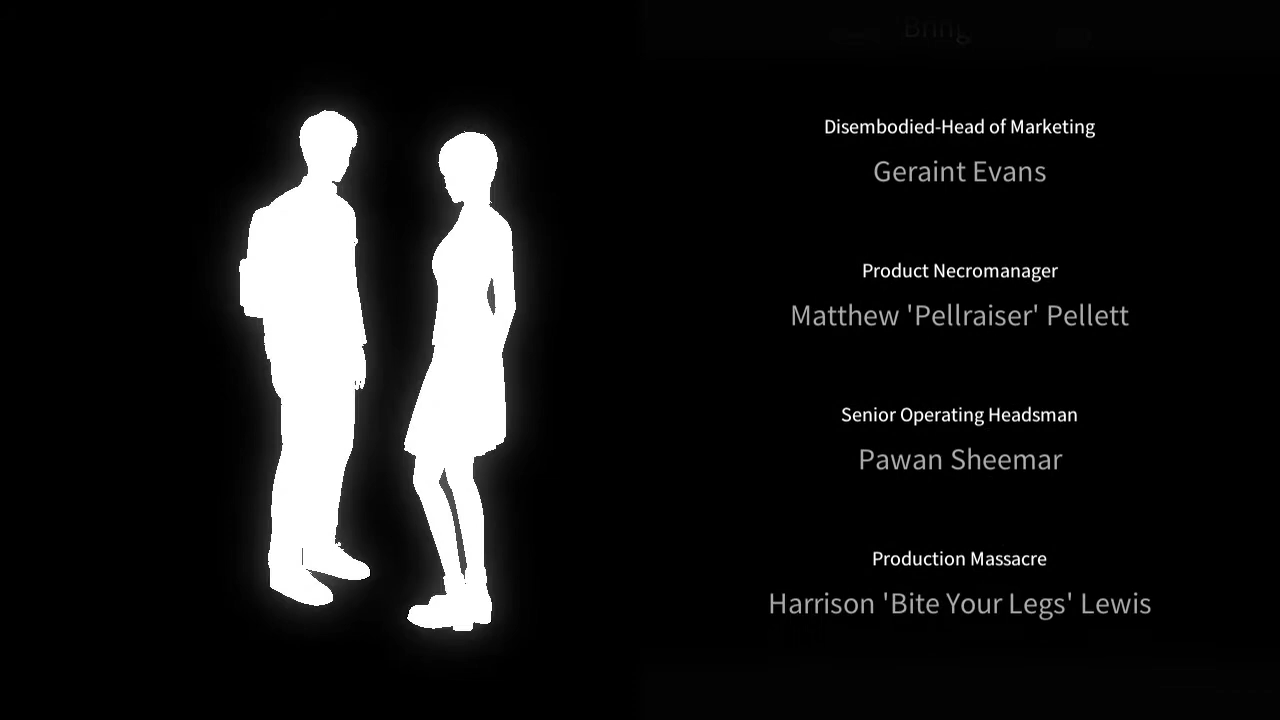 'Bring
Disembodied-Head of Marketing
Geraint Evans
Product Necromanager
Matthew 'Pellraiser' Pellett
Senior Operating Headsman
Pawan Sheemar
Production Massacre
Harrison 'Bite Your Legs' Lewis